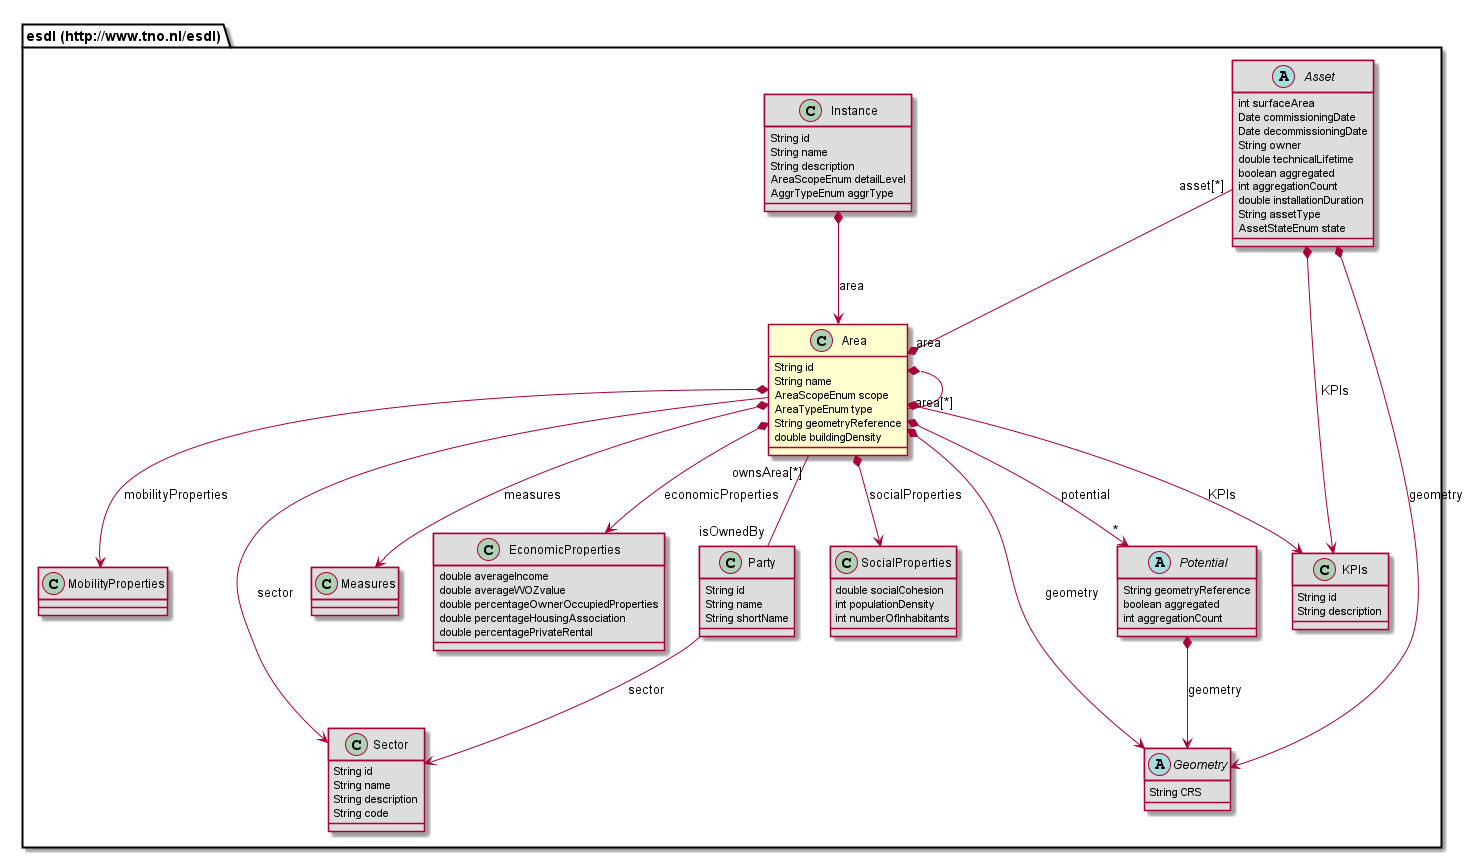 esdl (http://www.tno.nl/esdl)
A Asset
int surfaceArea
Date commissioningDate
Date decommissioningDate
String owner
double technicalLifetime
boolean aggregated
int aggregationCount
double installationDuration
String assetType
AssetStateEnum state
C Instance
String id
String name
String description
AreaScopeEnum detailLevel
AggrTypeEnum aggrType
asset[*]
area
area
C Area
String id
String name
AreaScopeEnum scope
AreaTypeEnum type
String geometryReference
double buildingDensity
area[*]
KPIs
ownsArea[*]
mobilityProperties
measures
economicProperties
socialProperties
potential
KPIs
geometry
isOwnedBy
*
C MobilityProperties
C Measures
C EconomicProperties
double averageIncome
double averageWOZvalue
double percentageOwnerOccupiedProperties
double percentageHousingAssociation
double percentagePrivateRental
C Party
String id
String name
String shortName
C SocialProperties
double socialCohesion
int populationDensity
int numberOfInhabitants
A Potential
String geometryReference
boolean aggregated
int aggregationCount
C KPIs
String id
String description
sector
geometry
sector
geometry
C Sector
String id
String name
String description
String code
A Geometry
String CRS